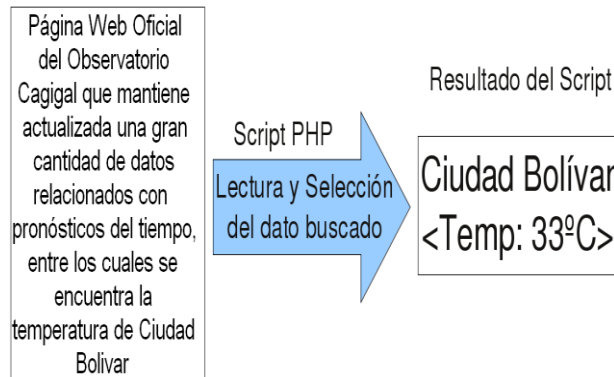 Página Web Oficial
del Observatorio
Cagigal que mantiene
actualizada una gran
cantidad de datos
relacionados con
pronósticos del tiempo,
entre los cuales se
encuentra la
temperatura de Ciudad
Bolivar
Script PHP
Lectura y Selección
del dato buscado
Resultado del Script
Ciudad Bolívar
<Temp: 33ºC>